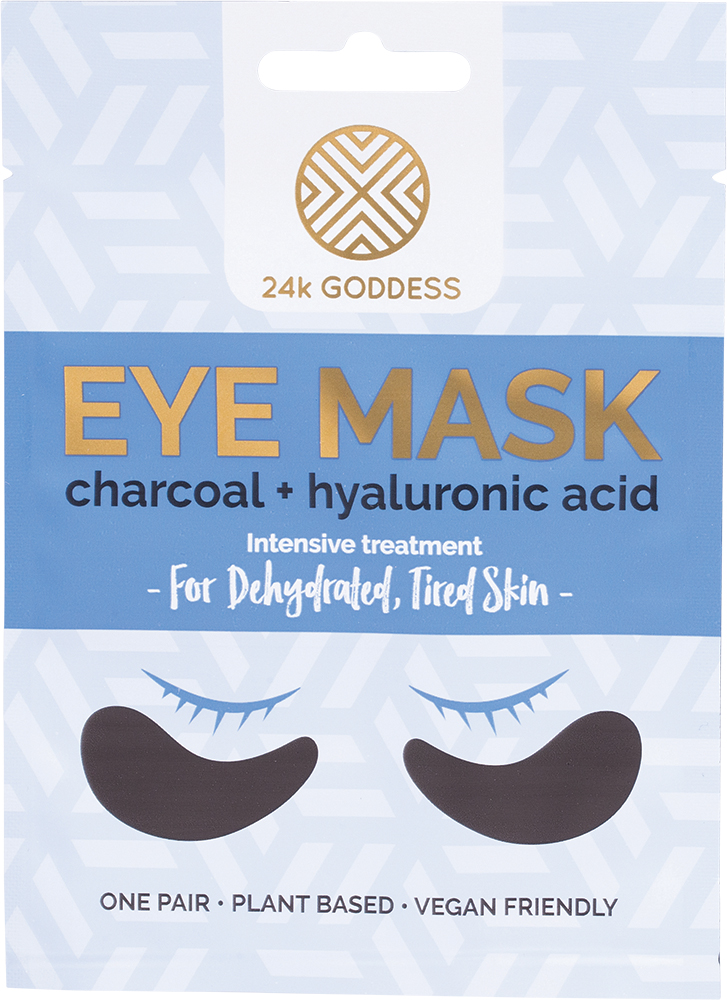 24k GODDESS
EYE MASK
charcoal + hyaluronic acid
Intensive treatment
- For Dehydrated, Tired Skin -
ONE PAIR • PLANT BASED • VEGAN FRIENDLY